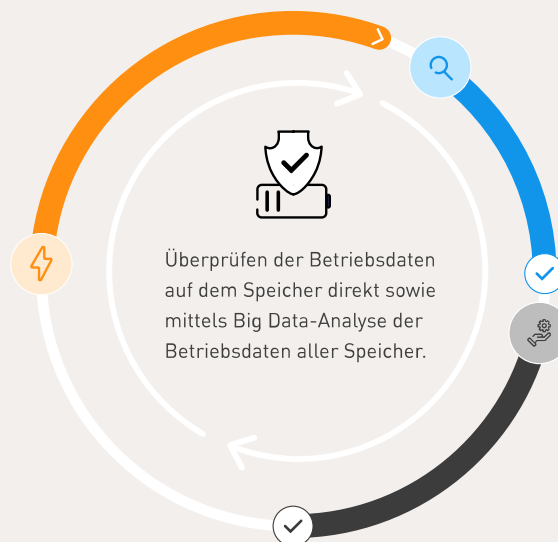 Überprüfen der Betriebsdaten
auf dem Speicher direkt sowie
mittels Big Data-Analyse der
Betriebsdaten aller Speicher.